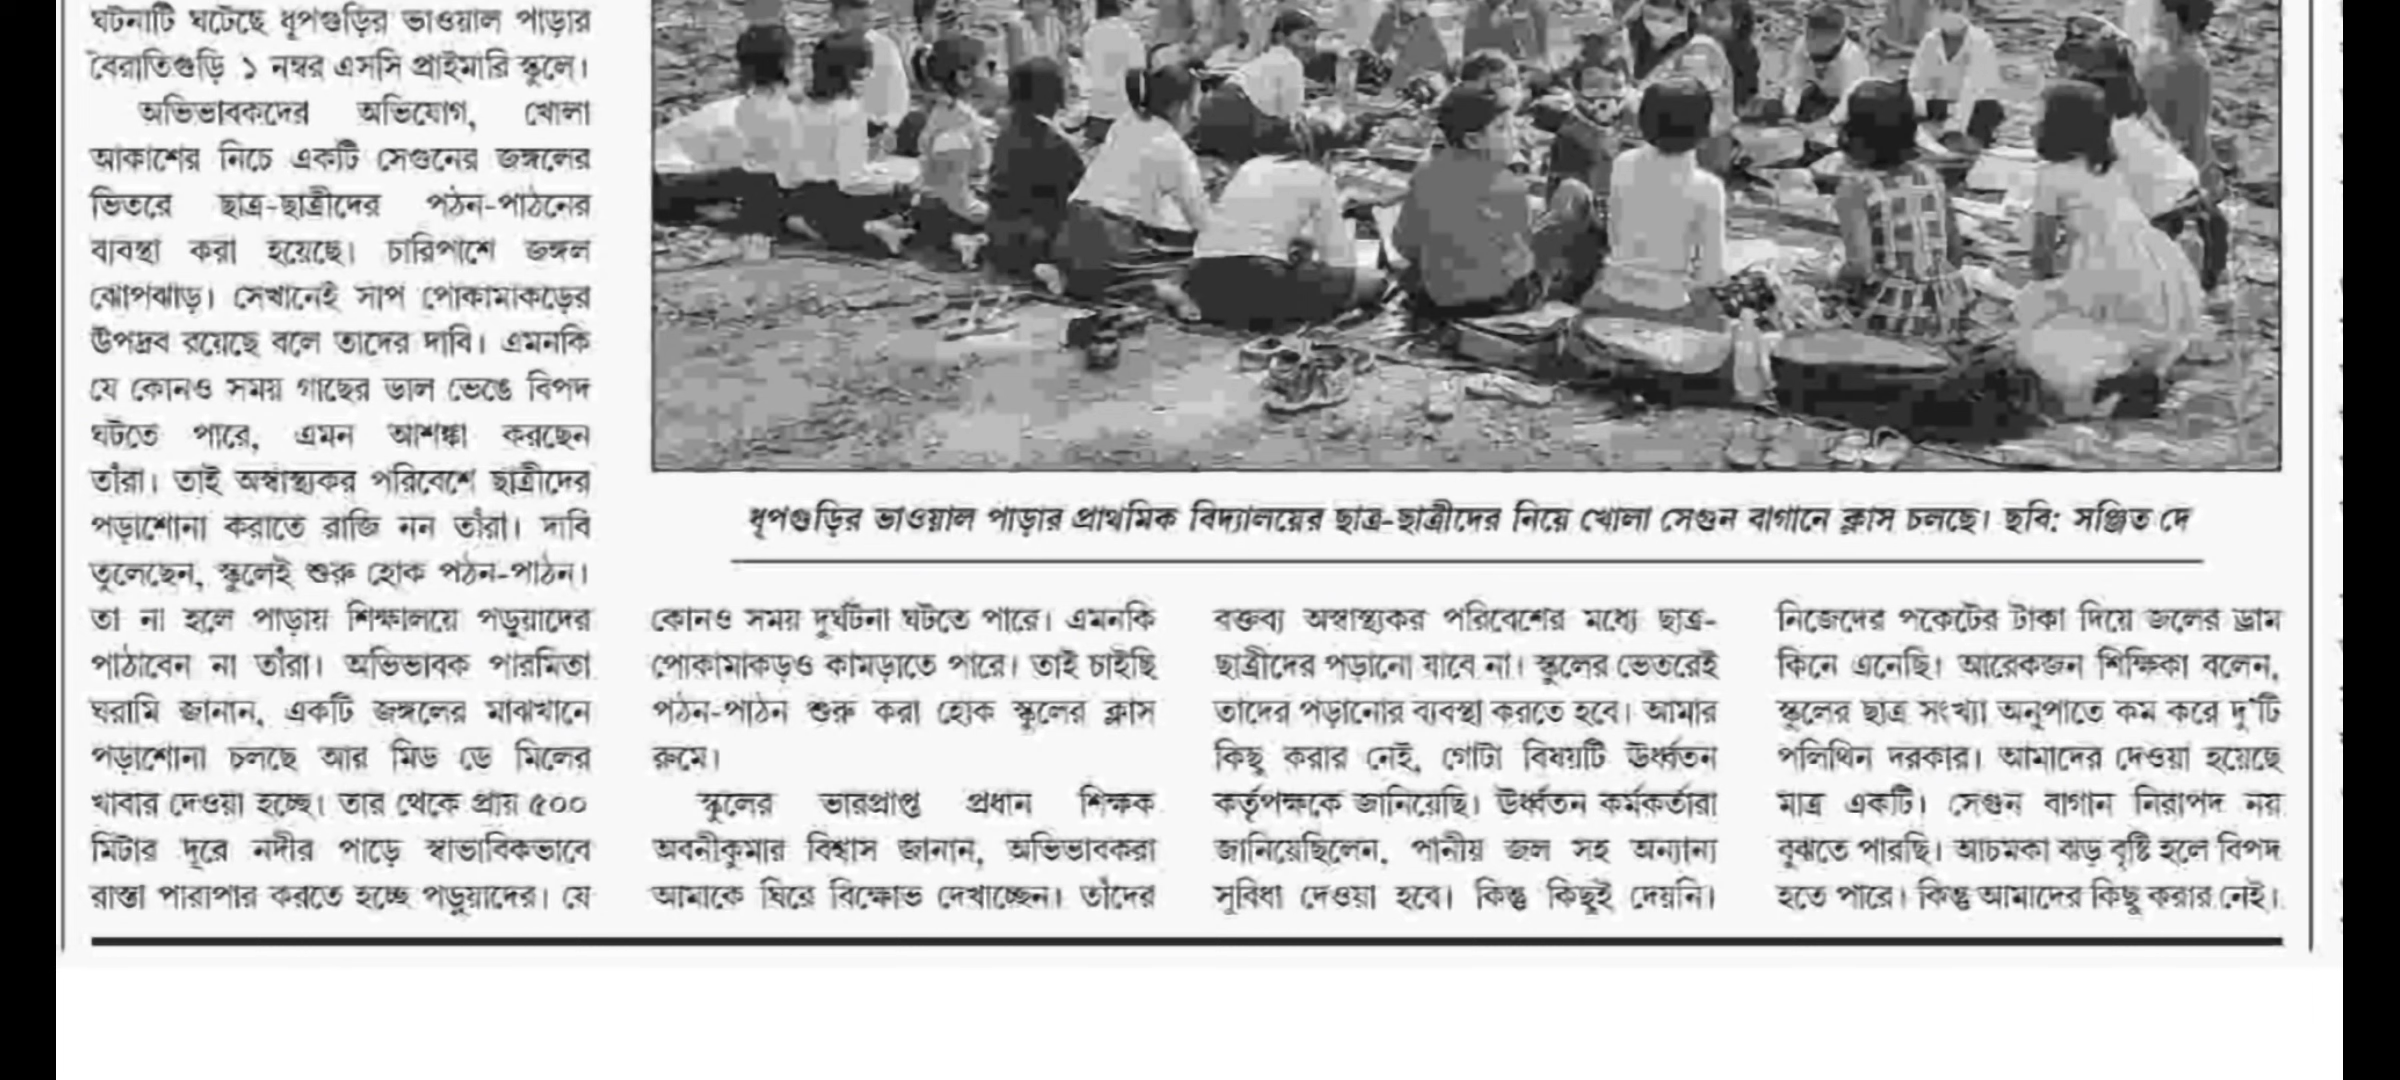 ঘটনাটি ঘটেছে ধূপগুড়ির ভাওয়াল পাড়ার
বৈরাতিগুড়ি ১ নম্বর এসসি প্রাইমারি স্কুলে।
অভিভাবকদের অভিযোগ, খোলা
আকাশের নিচে একটি সেগুনের জঙ্গলের
ভিতরে ছাত্র-ছাত্রীদের পঠন-পাঠনের
ব্যবস্থা করা হয়েছে। চারিপাশে জঙ্গল
ঝোপঝাড়। সেখানেই সাপ পোকামাকড়ের
উপদ্রব রয়েছে বলে তাদের দাবি। এমনকি
যে কোনও সময় গাছের ডাল ভেঙে বিপদ
ঘটতে পারে, এমন আশঙ্কা করছেন
তাঁরা। তাই অস্বাস্থ্যকর পরিবেশে ছাত্রীদের
পড়াশোনা করাতে রাজি নন তাঁরা। দাবি
তুলেছেন, স্কুলেই শুরু হোক পঠন-পাঠন।
তা না হলে পাড়ায় শিক্ষালয়ে পড়ুয়াদের
পাঠাবেন না তাঁরা। অভিভাবক পারমিতা
ঘরামি জানান, একটি জঙ্গলের মাঝখানে
পড়াশোনা চলছে আর মিড ডে মিলের
খাবার দেওয়া হচ্ছে। তার থেকে প্রায় ৫০০
মিটার দূরে নদীর পাড়ে স্বাভাবিকভাবে
রাস্তা পারাপার করতে হচ্ছে পড়ুয়াদের। যে
ধূপগুড়ির ভাওয়াল পাড়ার প্রাথমিক বিদ্যালয়ের ছাত্র-ছাত্রীদের নিয়ে খোলা সেগুন বাগানে ক্লাস চলছে। ছবি: সঞ্জিত দে
কোনও সময় দুর্ঘটনা ঘটতে পারে। এমনকি
পোকামাকড়ও কামড়াতে পারে। তাই চাইছি
পঠন-পাঠন শুরু করা হোক স্কুলের ক্লাস
রুমে।
স্কুলের ভারপ্রাপ্ত প্রধান শিক্ষক
অবনীকুমার বিশ্বাস জানান, অভিভাবকরা
আমাকে ঘিরে বিক্ষোভ দেখাচ্ছেন। তাঁদের
বক্তব্য অস্বাস্থ্যকর পরিবেশের মধ্যে ছাত্র-
ছাত্রীদের পড়ানো যাবে না। স্কুলের ভেতরেই
তাদের পড়ানোর ব্যবস্থা করতে হবে। আমার
কিছু করার নেই, গোটা বিষয়টি ঊর্ধ্বতন
কর্তৃপক্ষকে জানিয়েছি। ঊর্ধ্বতন কর্মকর্তারা
জানিয়েছিলেন, পানীয় জল সহ অন্যান্য
সুবিধা দেওয়া হবে। কিন্তু কিছুই দেয়নি।
নিজেদের পকেটের টাকা দিয়ে জলের ড্রাম
কিনে এনেছি। আরেকজন শিক্ষিকা বলেন,
স্কুলের ছাত্র সংখ্যা অনুপাতে কম করে দু'টি
পলিথিন দরকার। আমাদের দেওয়া হয়েছে
মাত্র একটি। সেগুন বাগান নিরাপদ নয়
বুঝতে পারছি। আচমকা ঝড় বৃষ্টি হলে বিপদ
হতে পারে। কিন্তু আমাদের কিছু করার নেই।